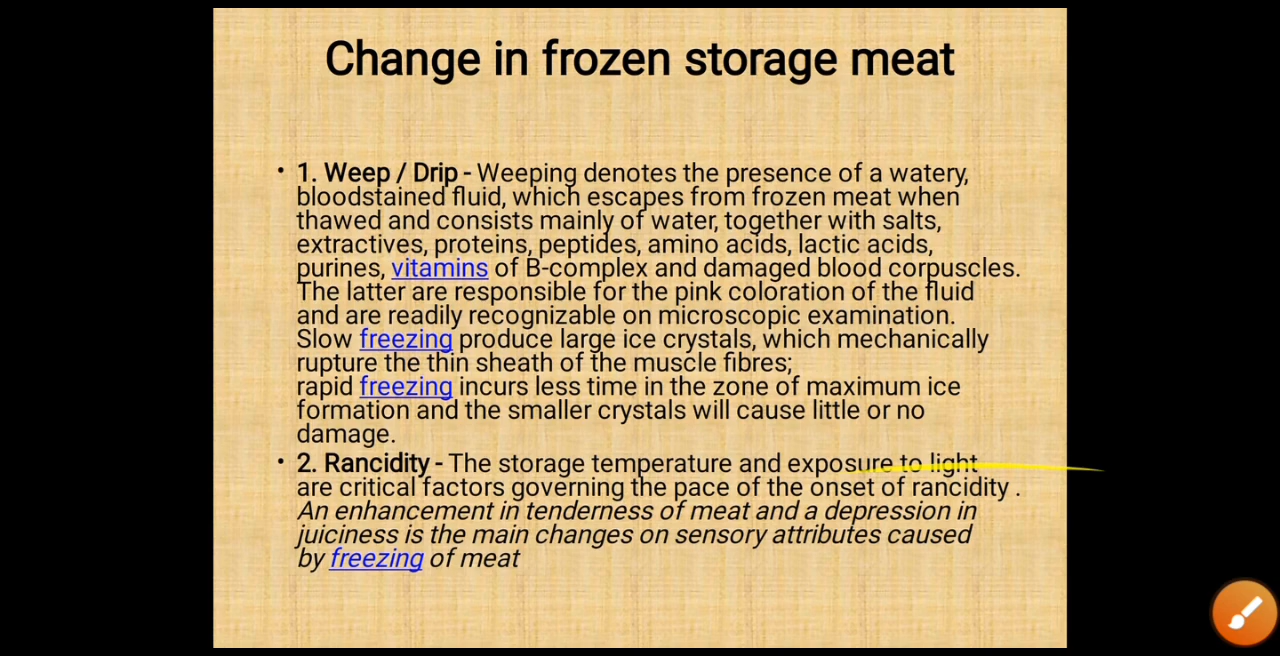 Change in frozen storage meat
• 1. Weep / Drip - Weeping denotes the presence of a watery,
bloodstained fluid, which escapes from frozen meat when
thawed and consists mainly of water, together with salts,
extractives, proteins, peptides, amino acids, lactic acids,
purines, vitamins of B-complex and damaged blood corpuscles.
The latter are responsible for the pink coloration of the fluid
and are readily recognizable on microscopic examination.
Slow freezing produce large ice crystals, which mechanically
rupture the thin sheath of the muscle fibres;
rapid freezing incurs less time in the zone of maximum ice
formation and the smaller crystals will cause little or no
damage.
• 2. Rancidity - The storage temperature and exposure to light
are critical factors governing the pace of the onset of rancidity .
An enhancement in tenderness of meat and a depression in
juiciness is the main changes on sensory attributes caused
by freezing of meat